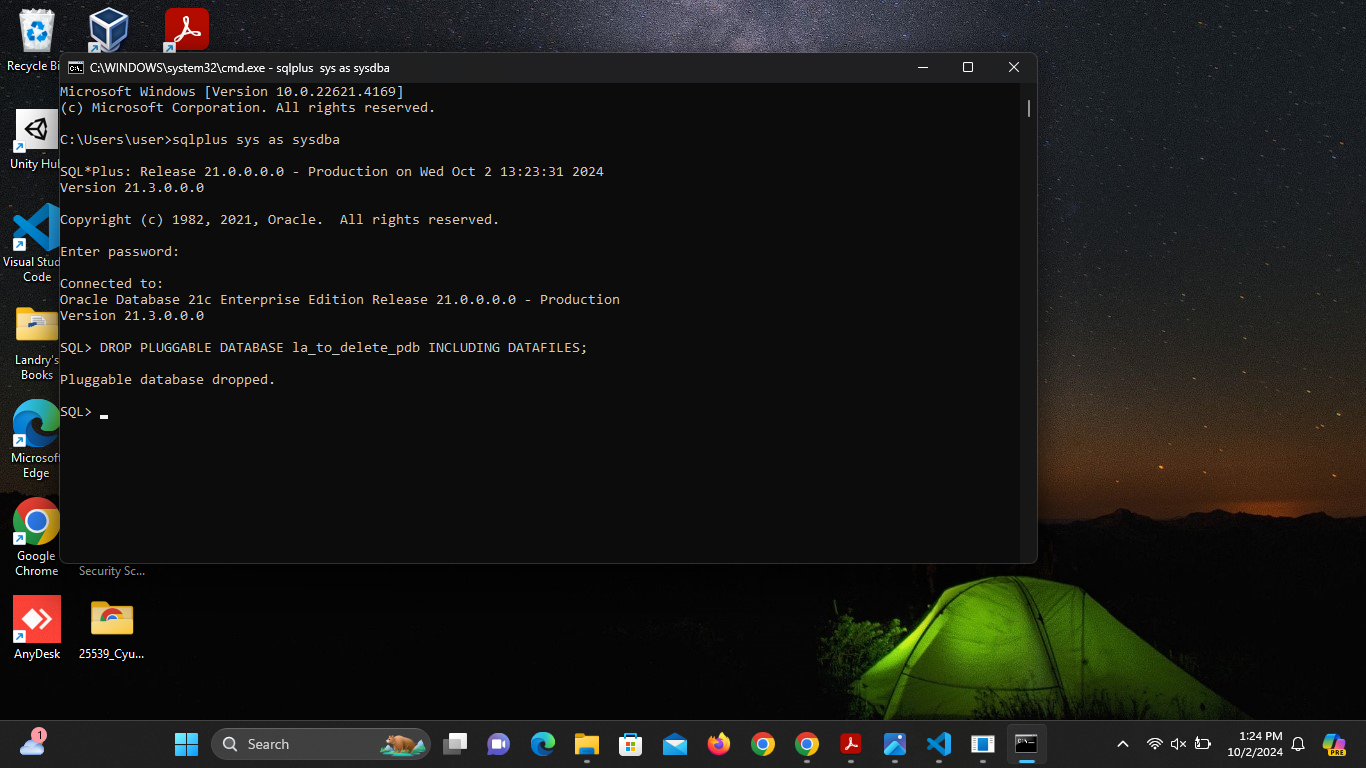 Recycle Bi
C:\WINDOWS\system32\cmd.exe - sqlplus  sys as sysdba
Microsoft Windows [Version 10.0.22621.4169]
(c) Microsoft Corporation. All rights reserved.
C:\Users\user>sqlplus sys as sysdba
SQL*Plus: Release 21.0.0.0.0 - Production on Wed Oct 2 13:23:31 2024
Version 21.3.0.0.0
Copyright (c) 1982, 2021, Oracle.  All rights reserved.
Enter password:
Connected to:
Oracle Database 21c Enterprise Edition Release 21.0.0.0.0 - Production
Version 21.3.0.0.0
SQL> DROP PLUGGABLE DATABASE la_to_delete_pdb INCLUDING DATAFILES;
Pluggable database dropped.
SQL>
Unity Hub
Visual Stud
Code
Landry's
Books
Microsoft
Edge
Google
Chrome
Security Sc...
AnyDesk
25539_Cyu...
1
Search
1:24 PM
10/2/2024
PRE